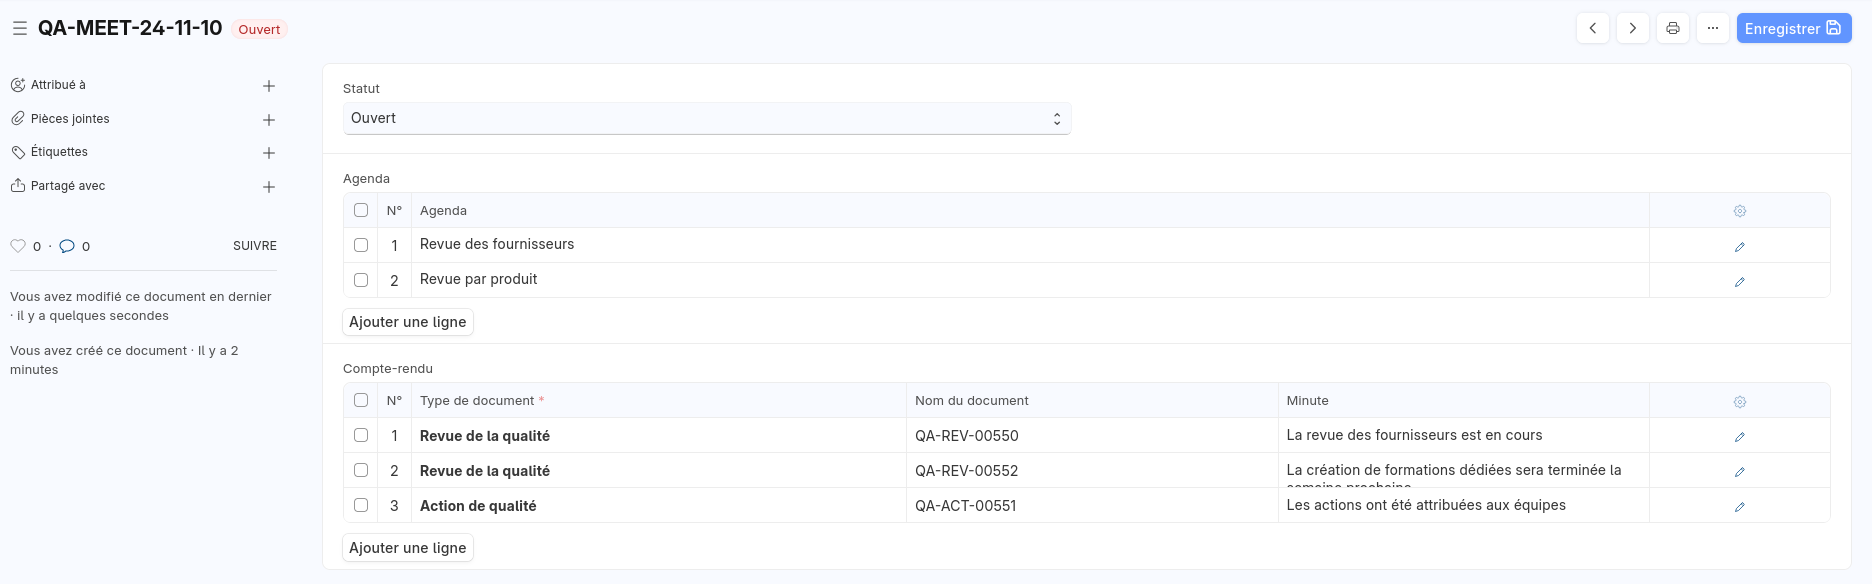 QA-MEET-24-11-10 Ouvert
Enregistrer
Attribué à
Pièces jointes
Étiquettes
Partagé avec
0 · 0 SUIVRE
Vous avez modifié ce document en dernier
· il y a quelques secondes
Vous avez créé ce document · Il y a 2
minutes
Statut
Ouvert
Agenda
N° Agenda
1 Revue des fournisseurs
2 Revue par produit
Ajouter une ligne
Compte-rendu
N° Type de document * Nom du document Minute
1 Revue de la qualité QA-REV-00550 La revue des fournisseurs est en cours
2 Revue de la qualité QA-REV-00552 La création de formations dédiées sera terminée la
semaine prochaine
3 Action de qualité QA-ACT-00551 Les actions ont été attribuées aux équipes
Ajouter une ligne